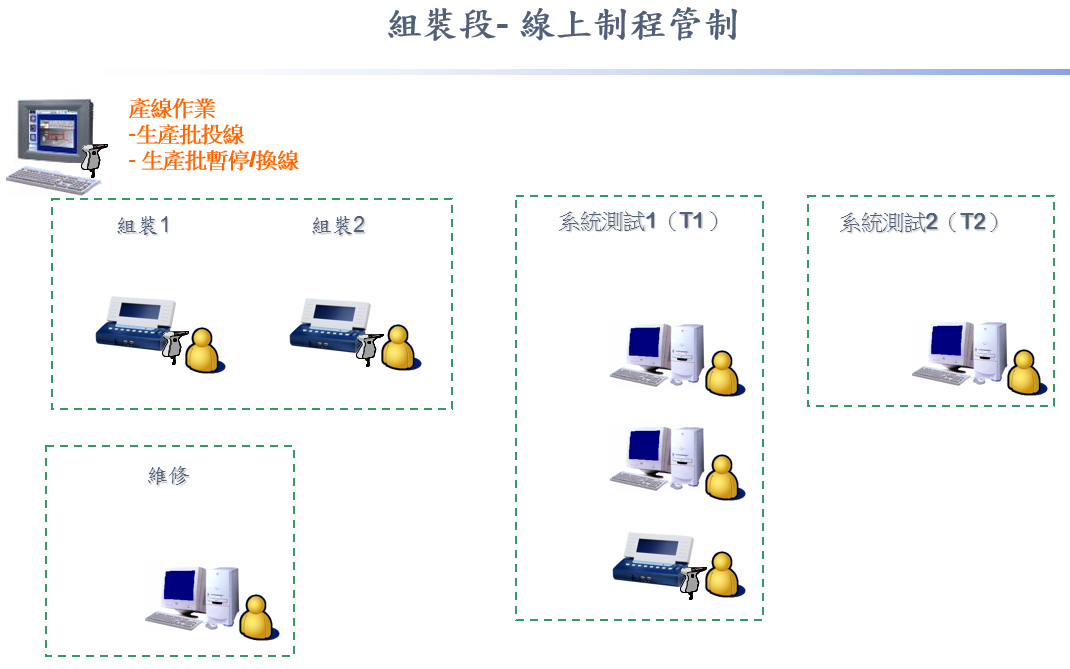 組裝段- 線上制程管制
產線作業
-生產批投線
- 生產批暫停/換線
組裝1
組裝2
系統測試1（T1）
系統測試2（T2）
維修